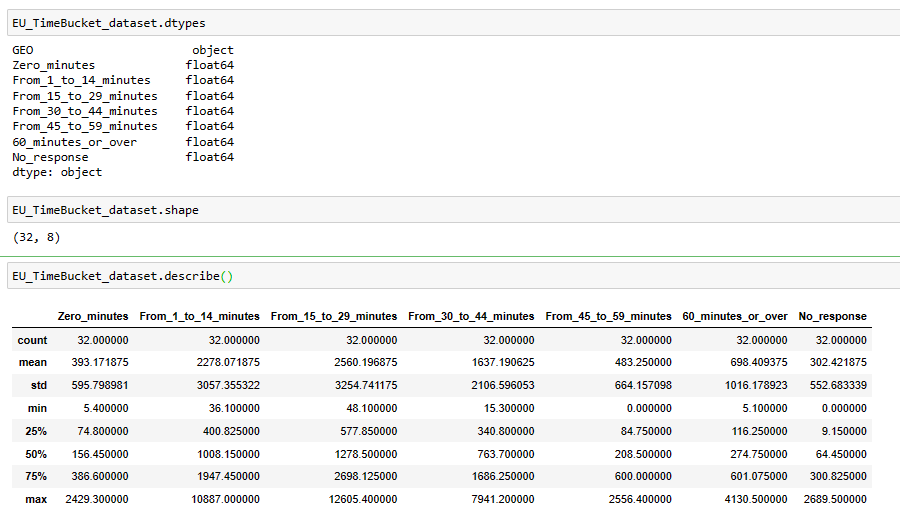 EU_TimeBucket_dataset.dtypes
GEO object
Zero_minutes float64
From_1_to_14_minutes float64
From_15_to_29_minutes float64
From_30_to_44_minutes float64
From_45_to_59_minutes float64
60_minutes_or_over float64
No_response float64
dtype: object
EU_TimeBucket_dataset.shape
(32, 8)
EU_TimeBucket_dataset.describe()
Zero_minutes From_1_to_14_minutes From_15_to_29_minutes From_30_to_44_minutes From_45_to_59_minutes 60_minutes_or_over No_response
count 32.000000 32.000000 32.000000 32.000000 32.000000 32.000000 32.000000
mean 393.171875 2278.071875 2560.196875 1637.190625 483.250000 698.409375 302.421875
std 595.798981 3057.355322 3254.741175 2106.596053 664.157098 1016.178923 552.683339
min 5.400000 36.100000 48.100000 15.300000 0.000000 5.100000 0.000000
25% 74.800000 400.825000 577.850000 340.800000 84.750000 116.250000 9.150000
50% 156.450000 1008.150000 1278.500000 763.700000 208.500000 274.750000 64.450000
75% 386.600000 1947.450000 2698.125000 1686.250000 600.000000 601.075000 300.825000
max 2429.300000 10887.000000 12605.400000 7941.200000 2556.400000 4130.500000 2689.500000